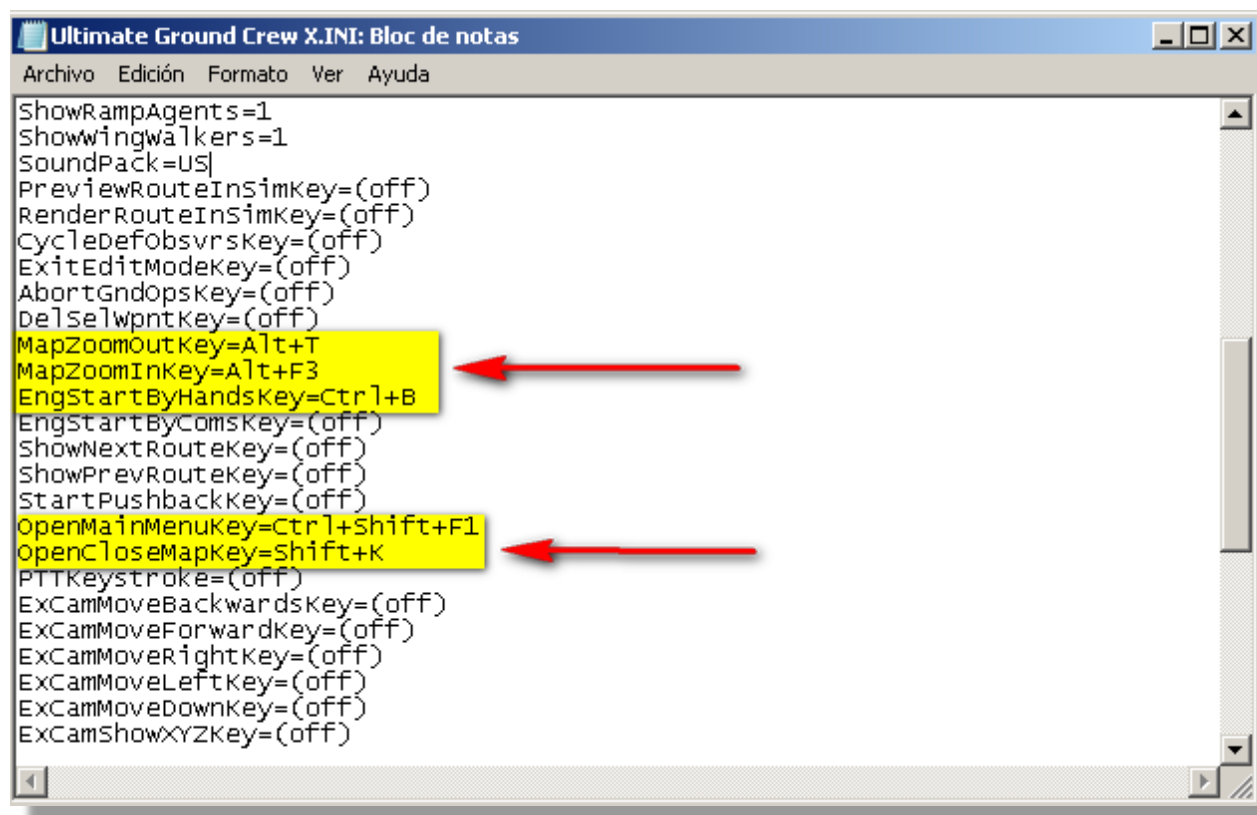 Ultimate Ground Crew X.INI: Bloc de notas
Archivo Edición Formato Ver Ayuda
ShowRampAgents=1
ShowWingWalkers=1
SoundPack=US
PreviewRouteInSimKey=(off)
RenderRouteInSimKey=(off)
CycleDefObsvrsKey=(off)
ExitEditModeKey=(off)
AbortGndOpsKey=(off)
DelSelWpntKey=(off)
MapZoomOutKey=Alt+T
MapZoomInKey=Alt+F3
EngStartByHandsKey=Ctrl+B
EngStartByComsKey=(off)
ShowNextRouteKey=(off)
ShowPrevRouteKey=(off)
StartPushbackKey=(off)
OpenMainMenuKey=Ctrl+Shift+F1
OpenCloseMapKey=Shift+K
PTTKeystroke=(off)
ExCamMoveBackwardsKey=(off)
ExCamMoveForwardKey=(off)
ExCamMoveRightKey=(off)
ExCamMoveLeftKey=(off)
ExCamMoveDownKey=(off)
ExCamShowXYZKey=(off)